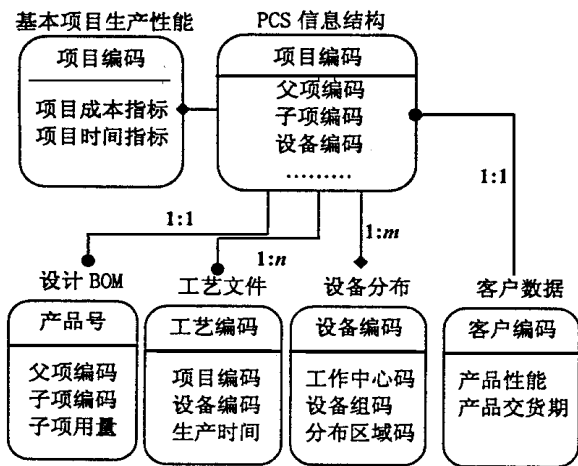 基本项目生产性能
PCS 信息结构
项目编码
项目成本指标
项目时间指标
项目编码
父项编码
子项编码
设备编码
………
1:1
1:n
1:m
1:1
设计 BOM
工艺文件
设备分布
客户数据
产品号
父项编码
子项编码
子项用量
工艺编码
项目编码
设备编码
生产时间
设备编码
工作中心码
设备组码
分布区域码
客户编码
产品性能
产品交货期